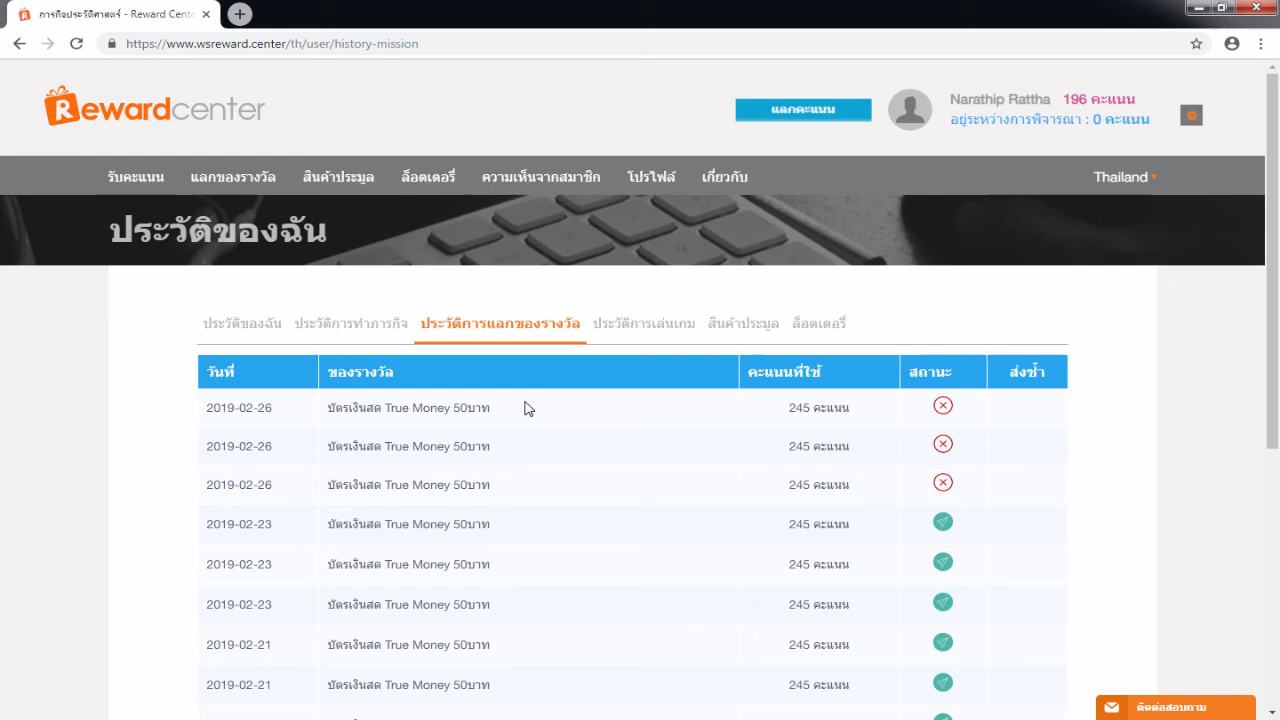 ภารกิจประวัติศาสตร์ - Reward Cente
https://www.wsreward.center/th/user/history-mission
Rewardcenter
แลกคะแนน
Narathip Rattha 196 คะแนน
อยู่ระหว่างการพิจารณา : 0 คะแนน
รับคะแนน แลกของรางวัล สินค้าประมูล ล็อตเตอรี่ ความเห็นจากสมาชิก โปรไฟล์ เกี่ยวกับ Thailand
ประวัติของฉัน
ประวัติของฉัน ประวัติการทำภารกิจ ประวัติการแลกของรางวัล ประวัติการเล่นเกม สินค้าประมูล ล็อตเตอรี่
วันที่ ของรางวัล คะแนนที่ใช้ สถานะ ส่งซ้ำ
2019-02-26 บัตรเงินสด True Money 50บาท 245 คะแนน
2019-02-26 บัตรเงินสด True Money 50บาท 245 คะแนน
2019-02-26 บัตรเงินสด True Money 50บาท 245 คะแนน
2019-02-23 บัตรเงินสด True Money 50บาท 245 คะแนน
2019-02-23 บัตรเงินสด True Money 50บาท 245 คะแนน
2019-02-23 บัตรเงินสด True Money 50บาท 245 คะแนน
2019-02-21 บัตรเงินสด True Money 50บาท 245 คะแนน
2019-02-21 บัตรเงินสด True Money 50บาท 245 คะแนน
ติดต่อสอบถาม